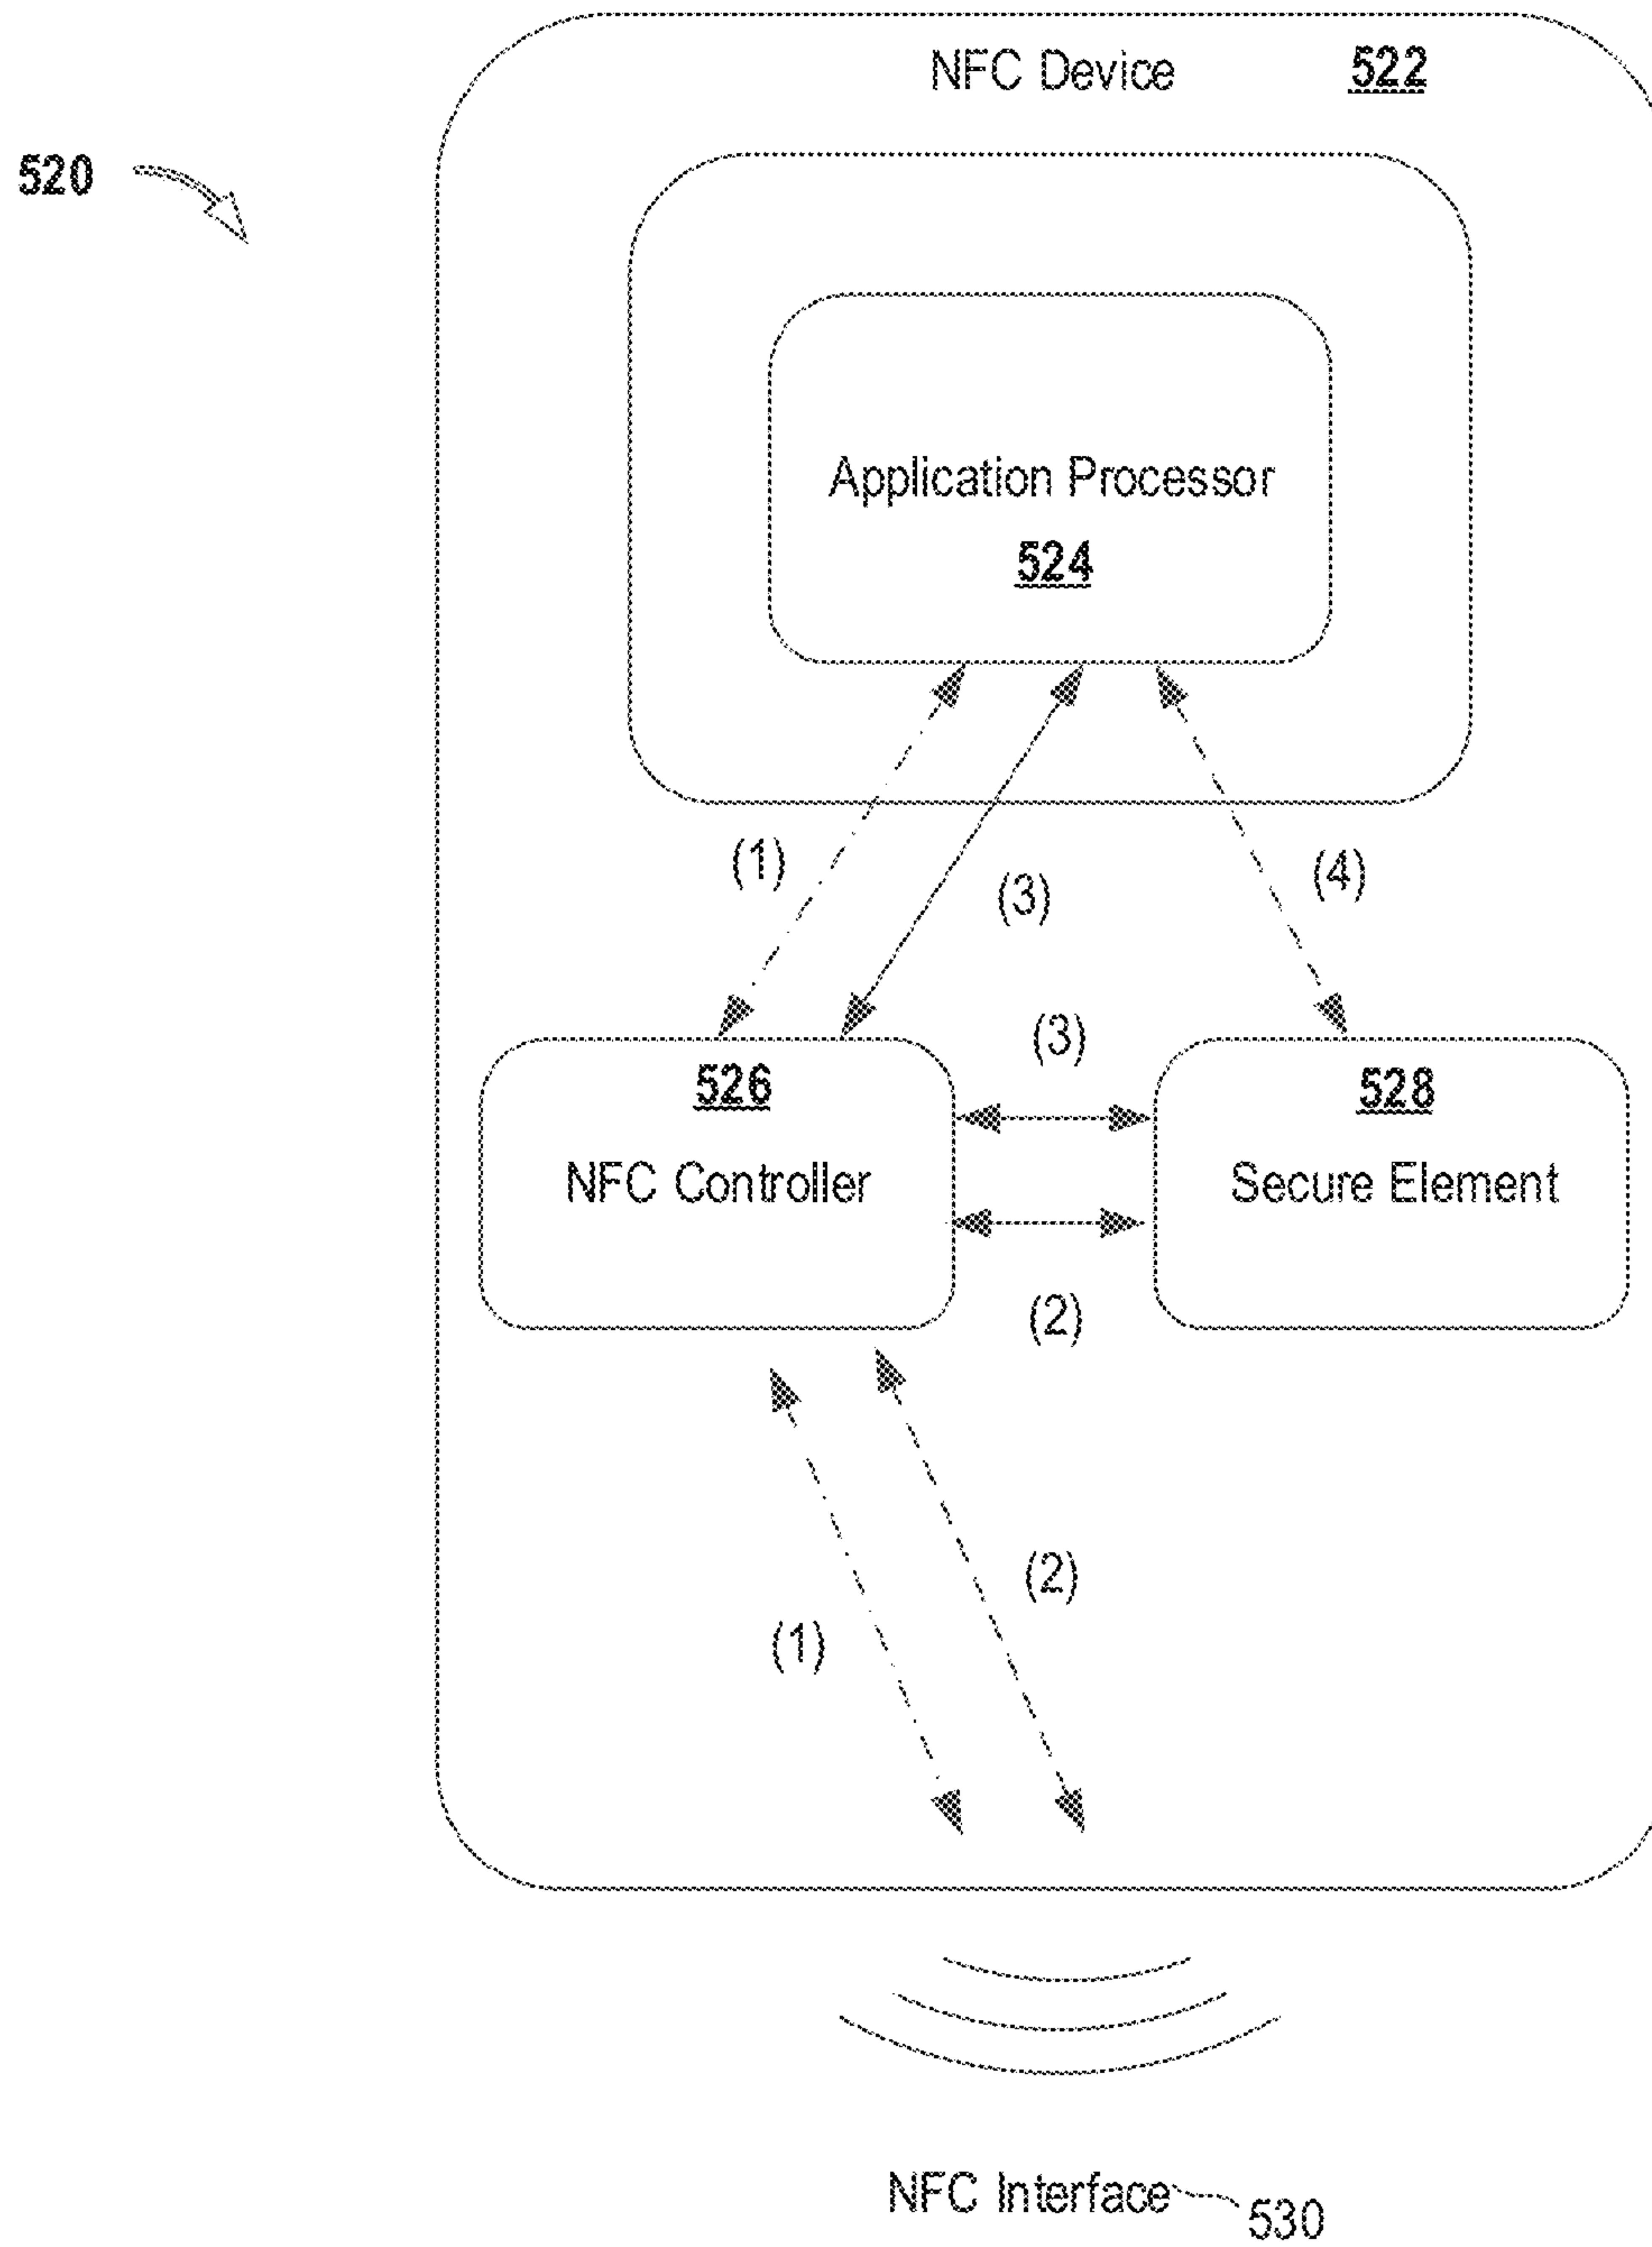 NFC Device 522
520
Application Processor
524
(1)
(3)
(4)
(3)
526
NFC Controller
528
Secure Element
(2)
(2)
(1)
NFC Interface 530